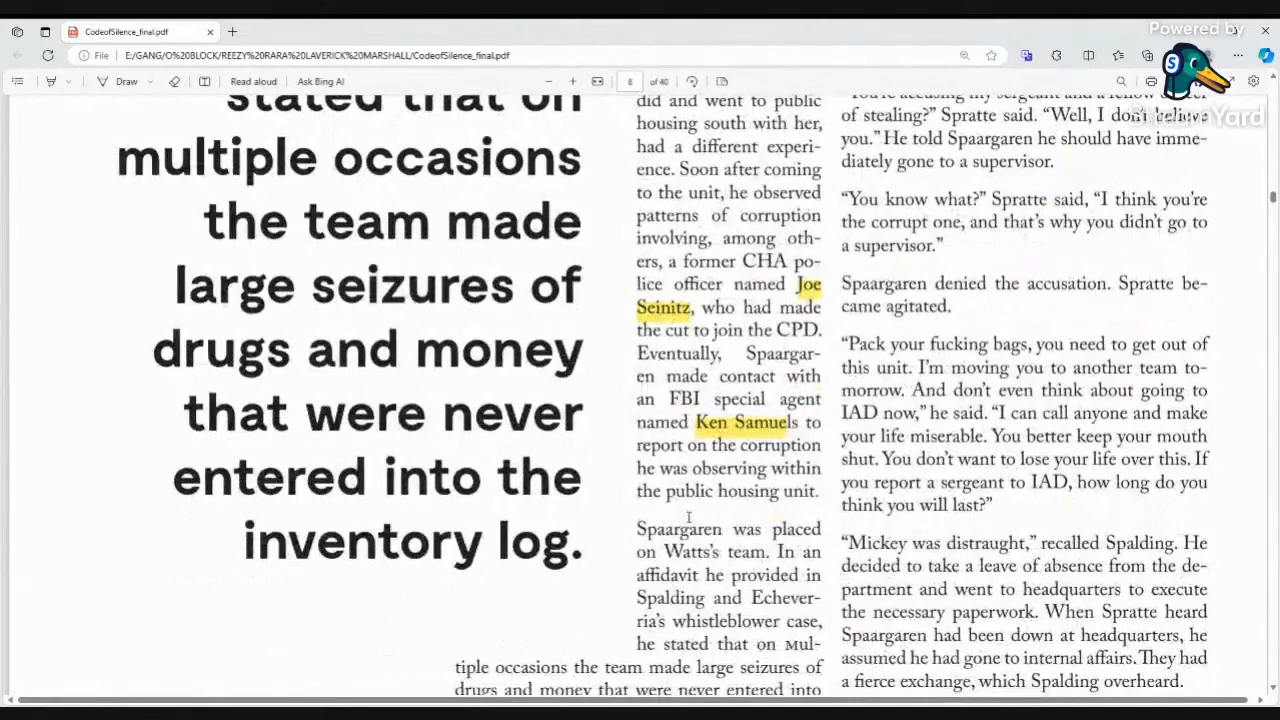 CodeofSilence_final.pdf
Powered by
File
E:/GANG/O%20BLOCK/REEZY%20RARA%20LAVERICK%20MARSHALL/CodeofSilence_final.pdf
Draw
Read aloud
Ask Bing AI
8
of 40
stated that on
multiple occasions
the team made
large seizures of
drugs and money
that were never
entered into the
inventory log.
did and went to public
housing south with her,
had a different experi-
ence. Soon after coming
to the unit, he observed
patterns of corruption
involving, among oth-
ers, a former CHA po-
lice officer named Joe
Seinitz, who had made
the cut to join the CPD.
Eventually, Spaargar-
en made contact with
an FBI special agent
named Ken Samuels to
report on the corruption
he was observing within
the public housing unit.
Spaargaren was placed
on Watts's team. In an
affidavit he provided in
Spalding and Echever-
ria's whistleblower case,
he stated that on mul-
tiple occasions the team made large seizures of
drugs and money that were never entered into
“You're accusing my sergeant and a fellow
of stealing?” Spratte said. “Well, I don't believe
you.” He told Spaargaren he should have imme-
diately gone to a supervisor.
“You know what?” Spratte said, “I think you're
the corrupt one, and that's why you didn't go to
a supervisor.”
Spaargaren denied the accusation. Spratte be-
came agitated.
“Pack your fucking bags, you need to get out of
this unit. I'm moving you to another team to-
morrow. And don't even think about going to
IAD now,” he said. “I can call anyone and make
your life miserable. You better keep your mouth
shut. You don't want to lose your life over this. If
you report a sergeant to IAD, how long do you
think you will last?”
“Mickey was distraught,” recalled Spalding. He
decided to take a leave of absence from the de-
partment and went to headquarters to execute
the necessary paperwork. When Spratte heard
Spaargaren had been down at headquarters, he
assumed he had gone to internal affairs. They had
a fierce exchange, which Spalding overheard.
StreamYard